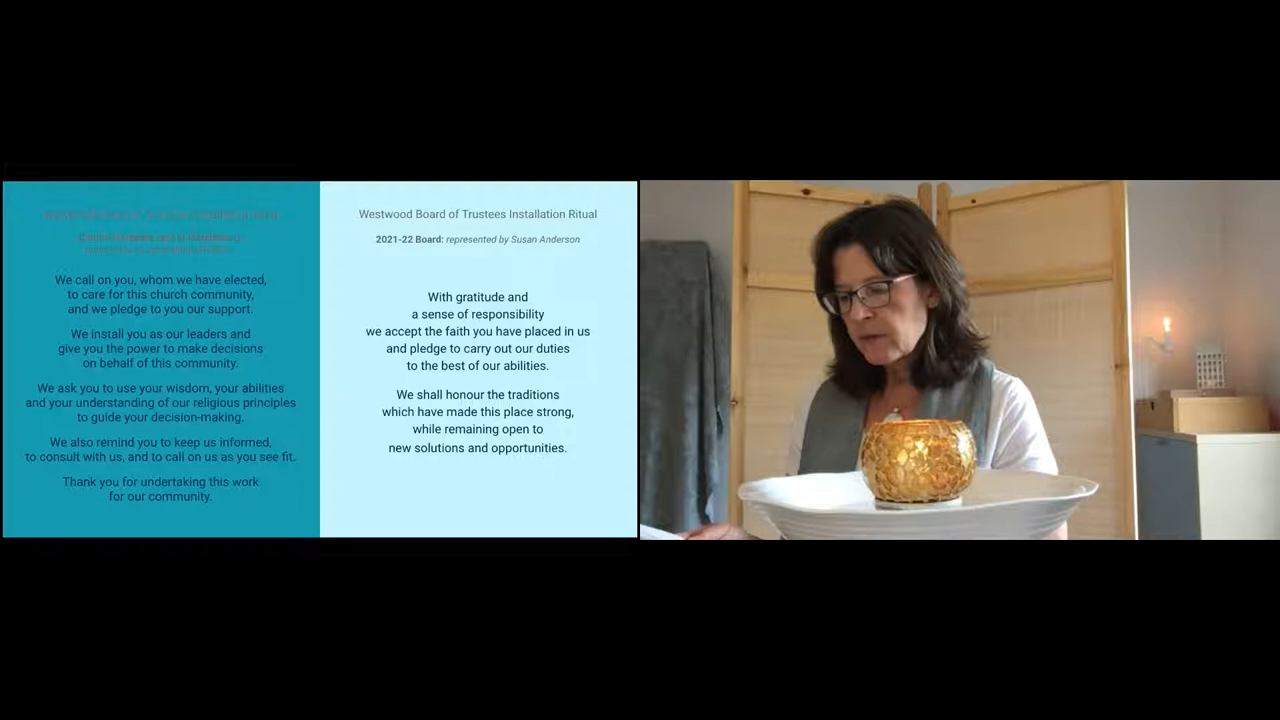 We call on you, whom we have elected,
to care for this church community,
and we pledge to you our support.
We install you as our leaders and
give you the power to make decisions
on behalf of this community.
We ask you to use your wisdom, your abilities
and your understanding of our religious principles
to guide your decision-making.
We also remind you to keep us informed,
to consult with us, and to call on us as you see fit.
Thank you for undertaking this work
for our community.
Westwood Board of Trustees Installation Ritual
2021-22 Board: represented by Susan Anderson
With gratitude and
a sense of responsibility
we accept the faith you have placed in us
and pledge to carry out our duties
to the best of our abilities.
We shall honour the traditions
which have made this place strong,
while remaining open to
new solutions and opportunities.